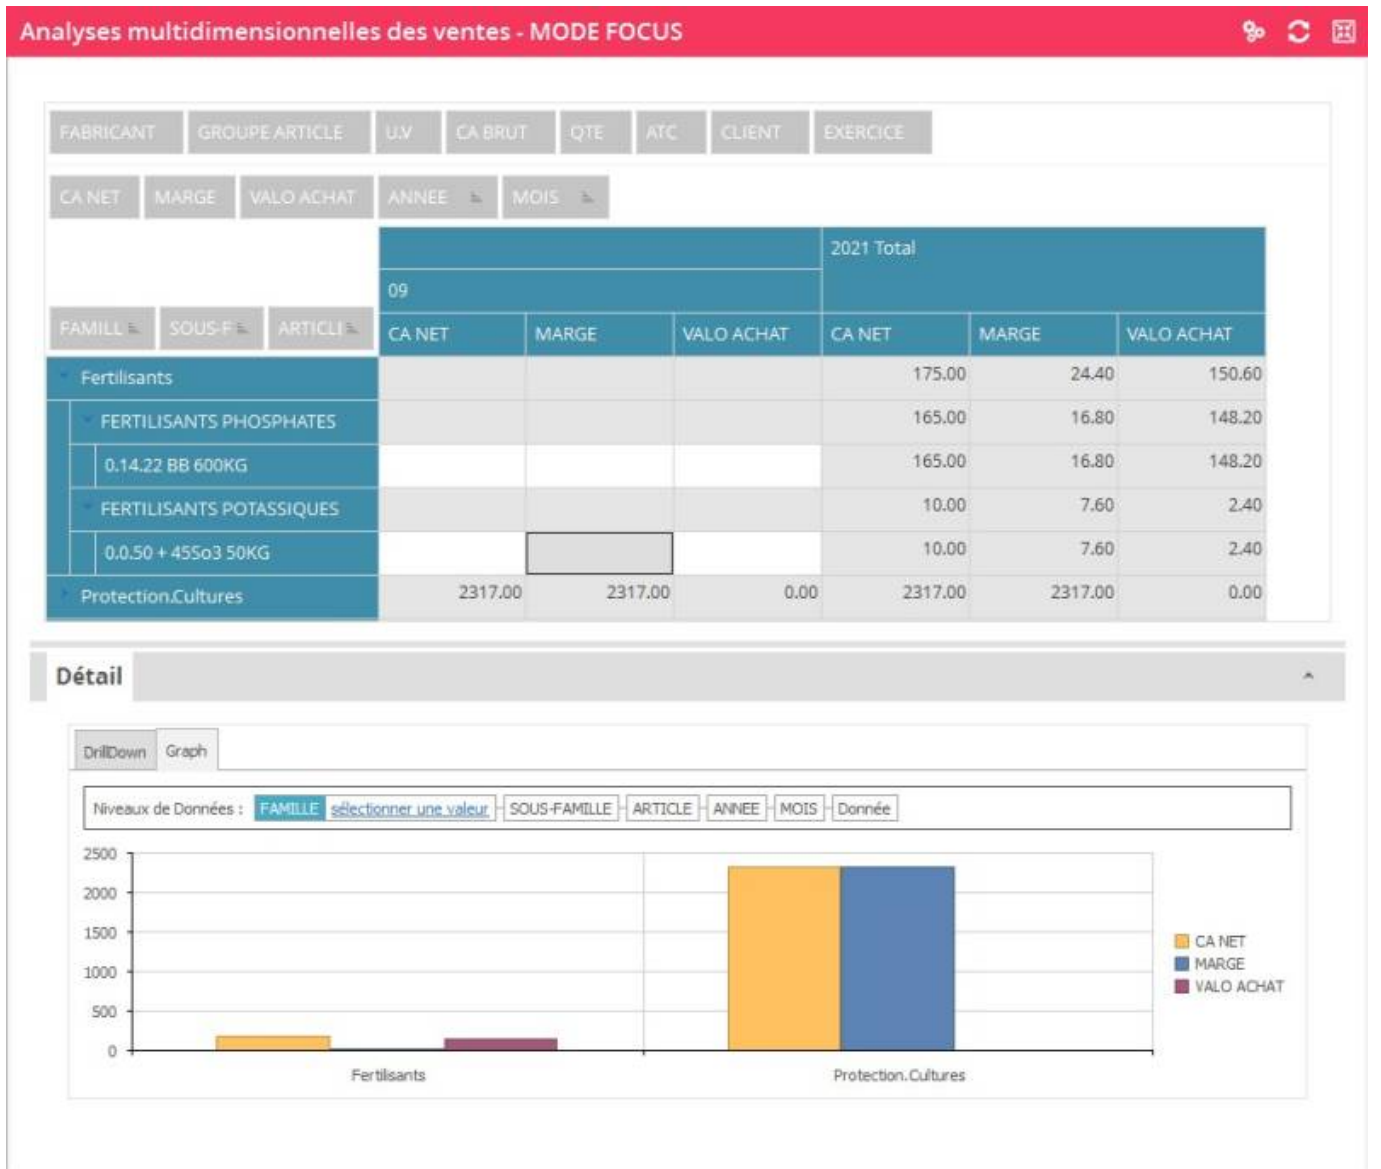 Analyses multidimensionnelles des ventes - MODE FOCUS
FABRICANT GROUPE ARTICLE U.V CA BRUT QTE ATC CLIENT EXERCICE
CA NET MARGE VALO ACHAT ANNEE MOIS
2021 Total
09
FAMILL SOUS-F ARTICLI CA NET MARGE VALO ACHAT CA NET MARGE VALO ACHAT
Fertilisants 175.00 24.40 150.60
FERTILISANTS PHOSPHATES 165.00 16.80 148.20
0.14.22 BB 600KG 165.00 16.80 148.20
FERTILISANTS POTASSIQUES 10.00 7.60 2.40
0.0.50 + 45So3 50KG 10.00 7.60 2.40
Protection.Cultures 2317.00 2317.00 0.00 2317.00 2317.00 0.00
Détail
DrillDown Graph
Niveaux de Données : FAMILLE sélectionner une valeur SOUS-FAMILLE ARTICLE ANNEE MOIS Donnée
2500
2000
1500
1000
500
0
CA NET
MARGE
VALO ACHAT
Fertilisants Protection.Cultures